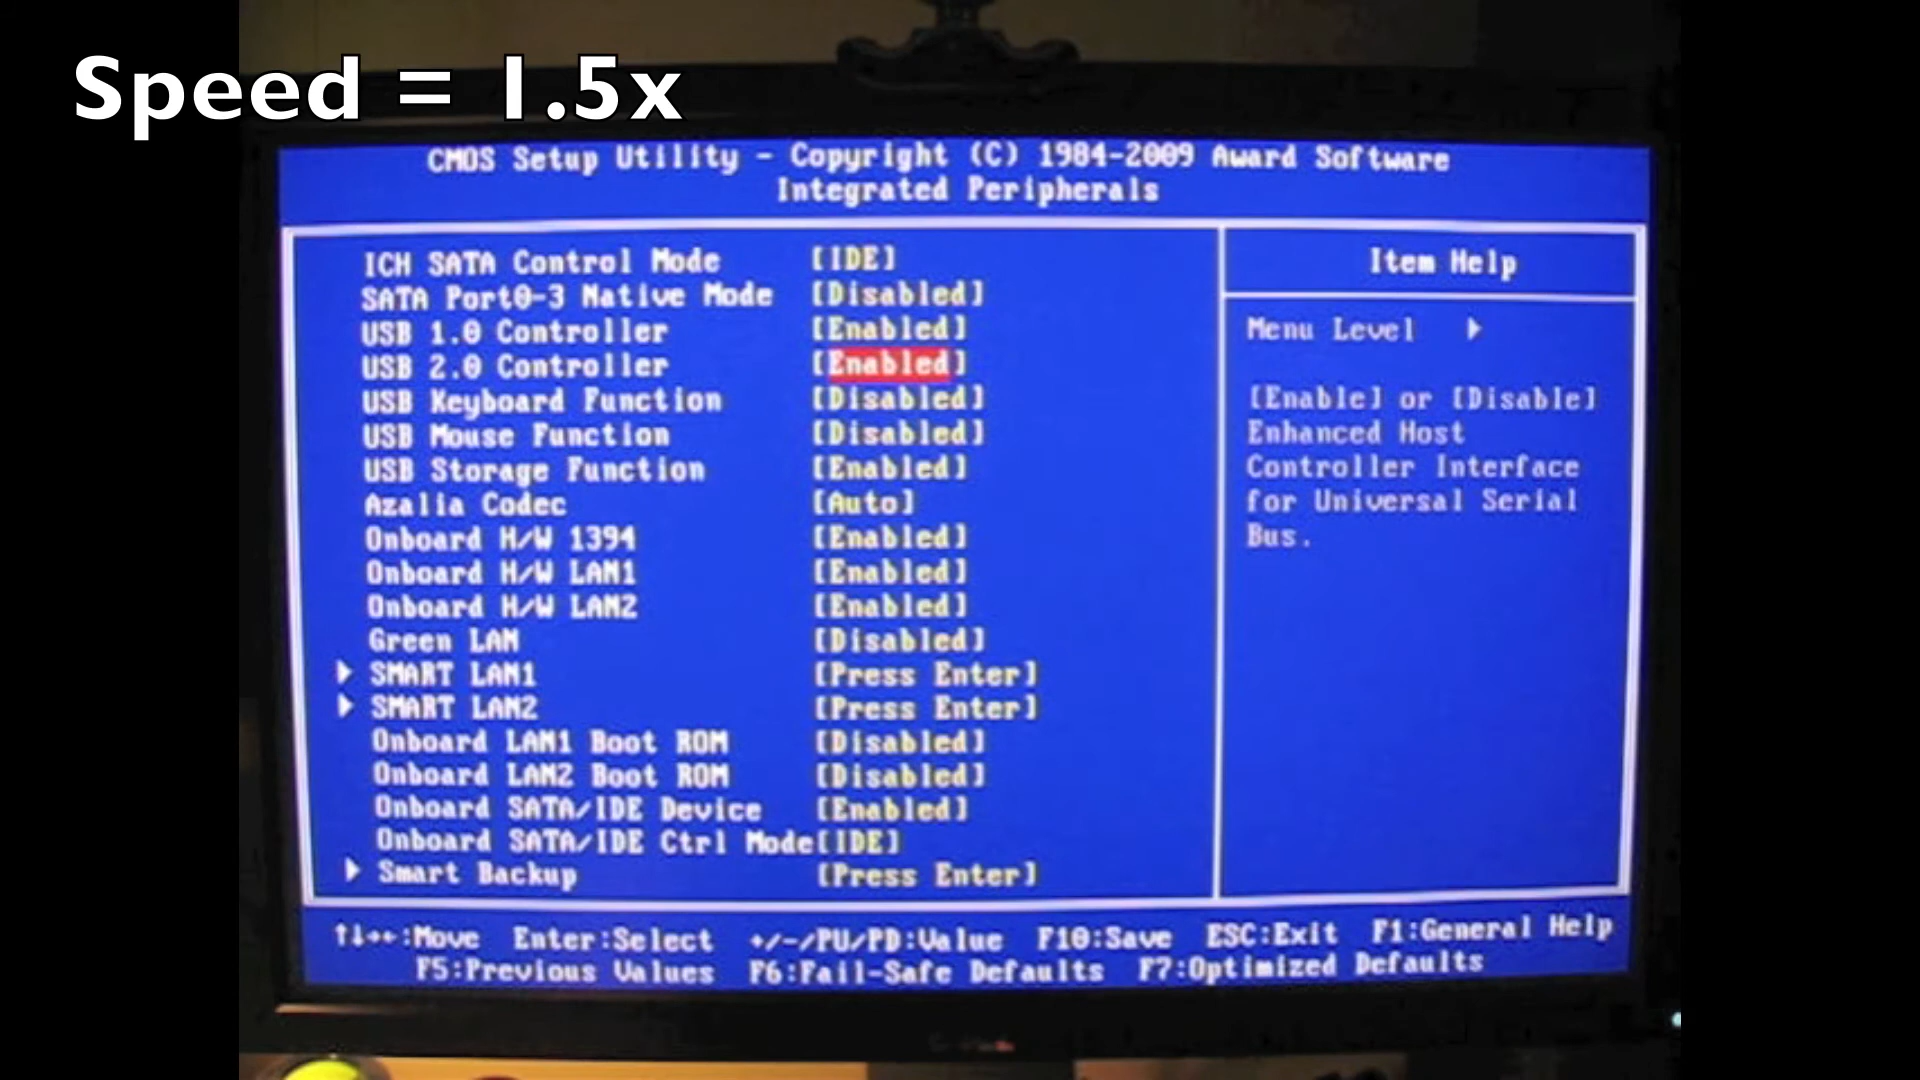 Speed = 1.5x
CMOS Setup Utility - Copyright (C) 1984-2009 Award Software
Integrated Peripherals
ICH SATA Control Mode [IDE]
SATA Port0-3 Native Mode [Disabled]
USB 1.0 Controller [Enabled]
USB 2.0 Controller [Enabled]
USB Keyboard Function [Disabled]
USB Mouse Function [Disabled]
USB Storage Function [Enabled]
Azalia Codec [Auto]
Onboard H/W 1394 [Enabled]
Onboard H/W LAN1 [Enabled]
Onboard H/W LAN2 [Enabled]
Green LAN [Disabled]
SMART LAN1 [Press Enter]
SMART LAN2 [Press Enter]
Onboard LAN1 Boot ROM [Disabled]
Onboard LAN2 Boot ROM [Disabled]
Onboard SATA/IDE Device [Enabled]
Onboard SATA/IDE Ctrl Mode[IDE]
Smart Backup [Press Enter]
Item Help
Menu Level
[Enable] or [Disable]
Enhanced Host
Controller Interface
for Universal Serial
Bus.
↑↓→←:Move Enter:Select +/-/PU/PD:Value F10:Save ESC:Exit F1:General Help
F5:Previous Values F6:Fail-Safe Defaults F7:Optimized Defaults